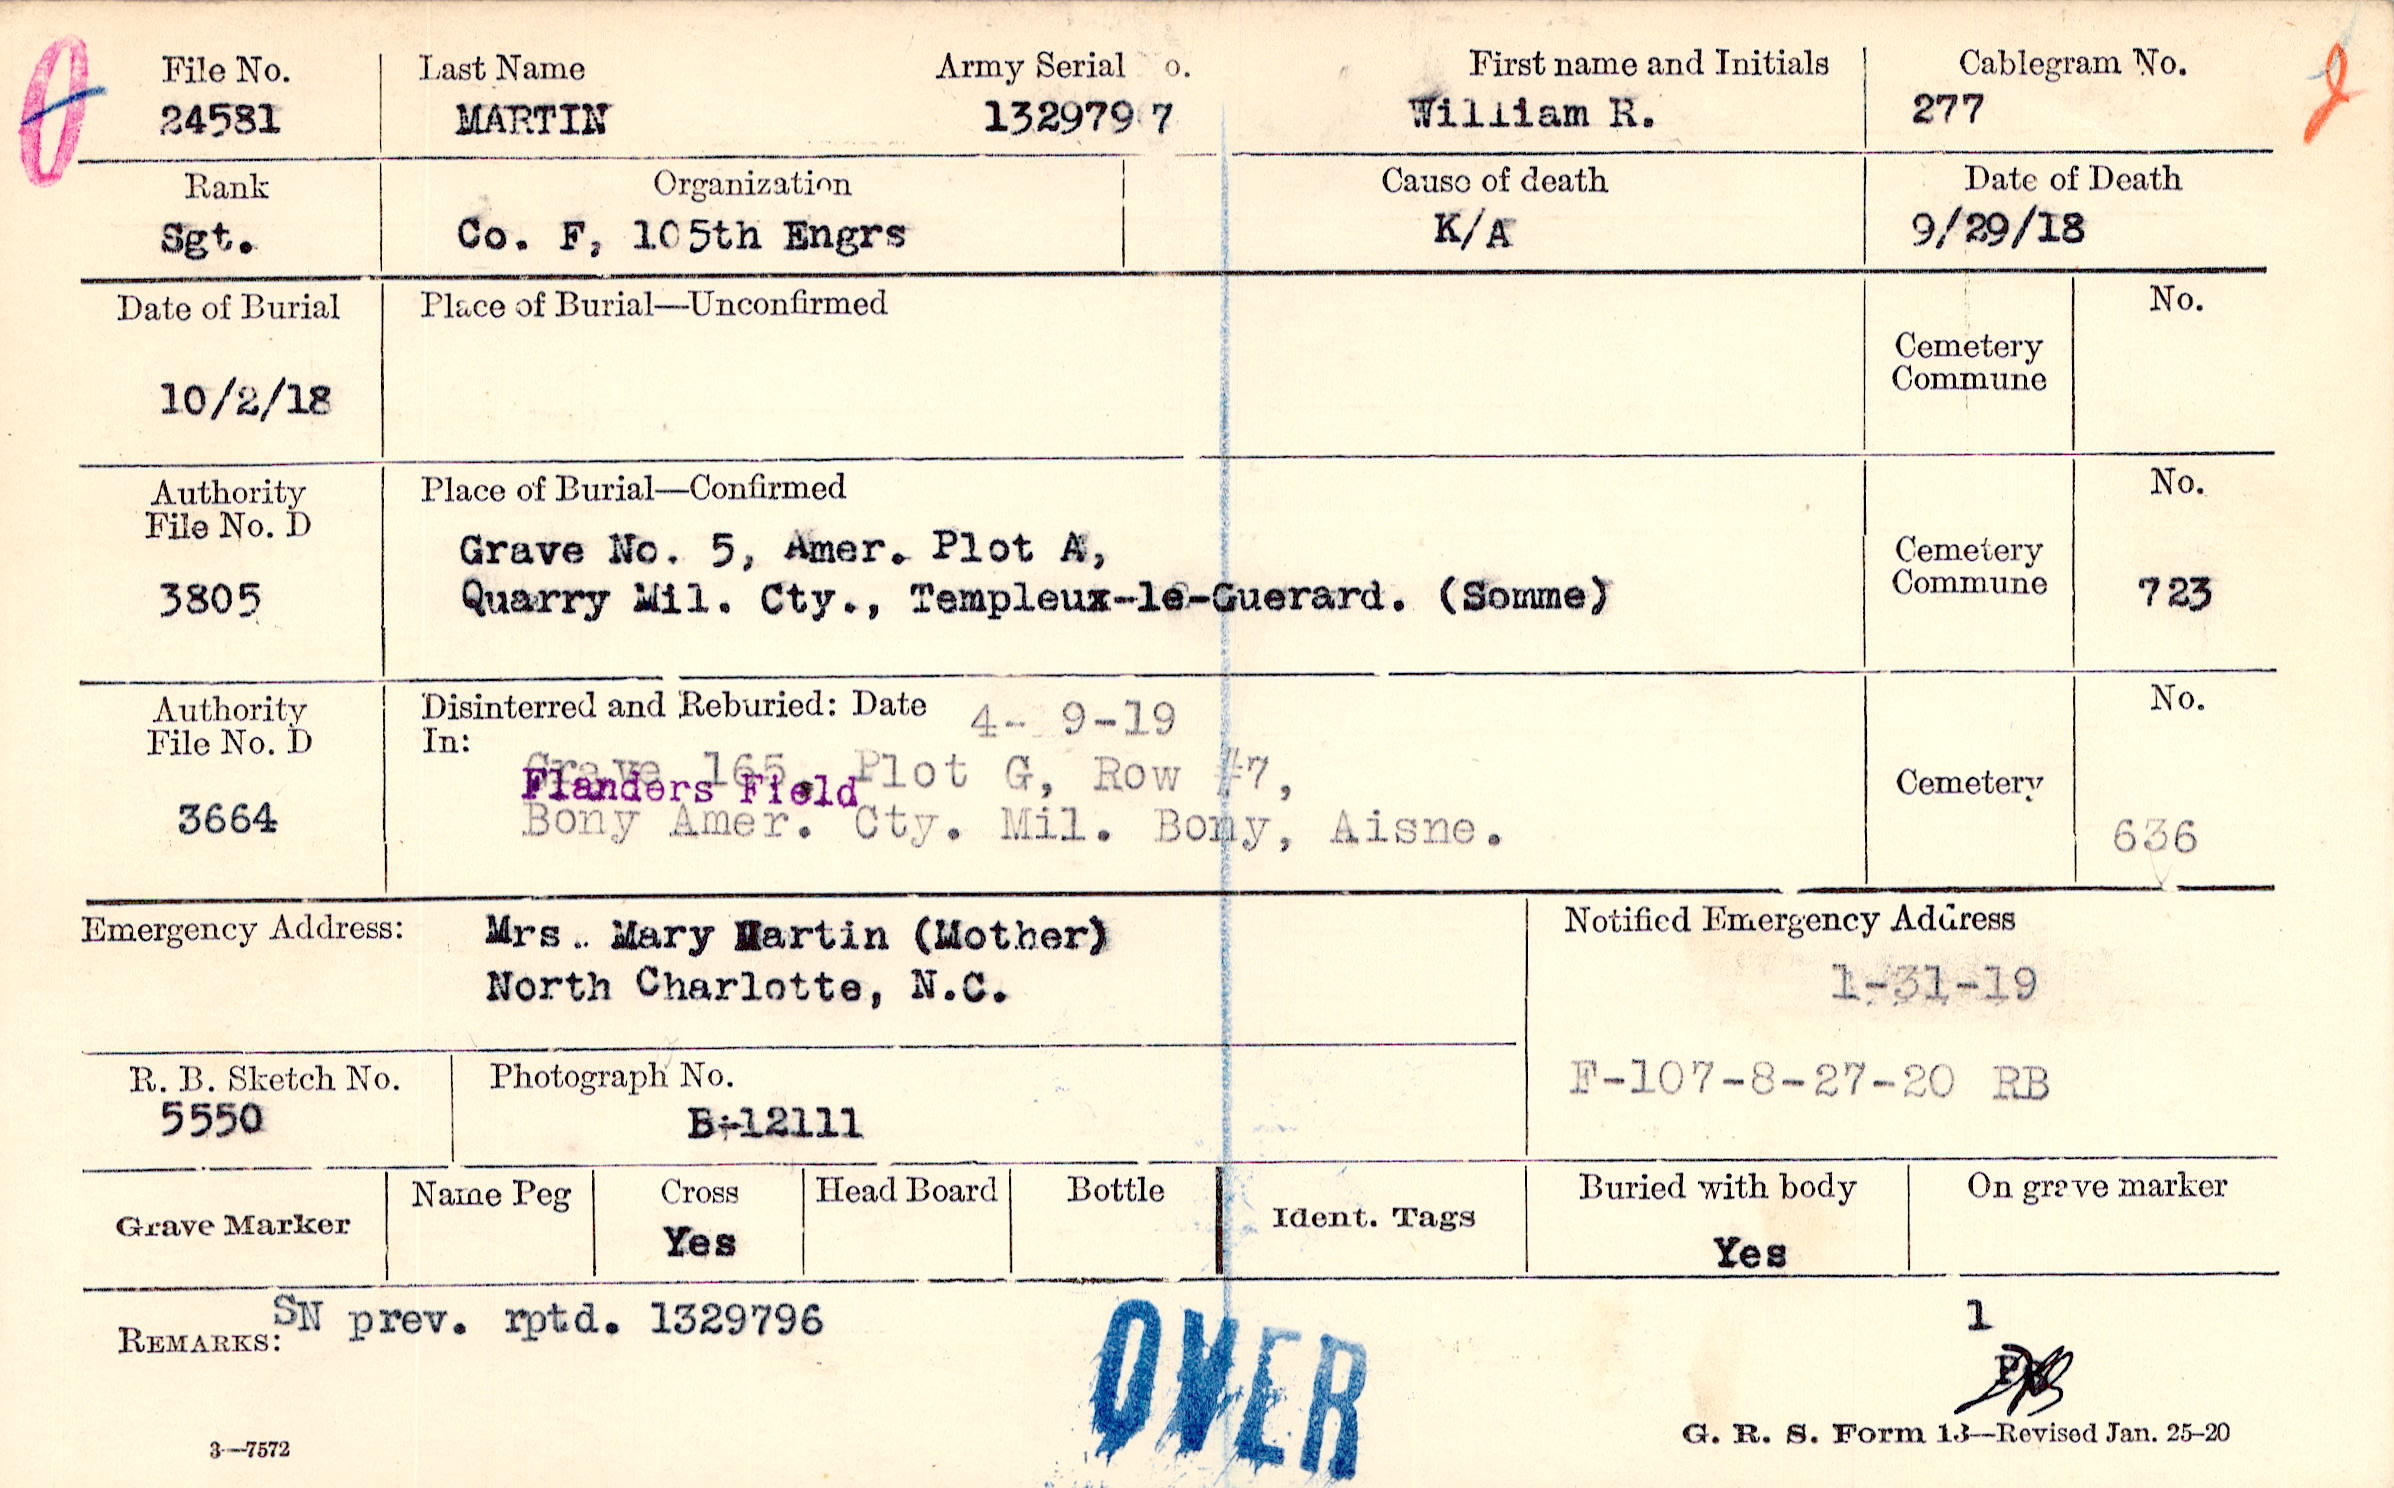 File No. Last Name Army Serial o. First name and Initials Cablegram No.
24581 MARTIN 132979 7 William R. 277
Rank Organization Cause of death Date of Death
Sgt. Co. F, 105th Engrs K/A 9/29/18
Date of Burial Place of Burial—Unconfirmed No.
Cemetery
Commune
10/2/18
Authority Place of Burial—Confirmed No.
File No. D
Grave No. 5, Amer. Plot A, Cemetery
3805 Quarry Mil. Cty., Templeux-le-Guerard. (Somme) Commune 723
Authority Disinterred and Reburied: Date 4- 9-19 No.
File No. D In:
Grave 165, Plot G, Row #7,
Flanders Field Cemetery
3664 Bony Amer. Cty. Mil. Bony, Aisne. 636
Emergency Address: Mrs. Mary Martin (Mother) Notified Emergency Address
North Charlotte, N.C. 1-31-19
R. B. Sketch No. Photograph No. F-107-8-27-20 RB
5550 B-12111
Grave Marker Name Peg Cross Head Board Bottle Ident. Tags Buried with body On grave marker
Yes Yes
REMARKS: SN prev. rptd. 1329796 1
OVER
3—7572 G. R. S. Form 13—Revised Jan. 25-20